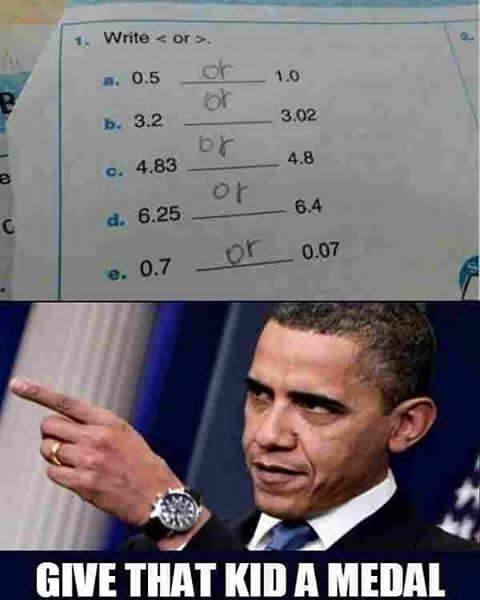 1. Write < or >.
2.
a. 0.5 or 1.0
B
b. 3.2 or 3.02
e
c. 4.83 or 4.8
C
d. 6.25 or 6.4
e. 0.7 or 0.07
GIVE THAT KID A MEDAL